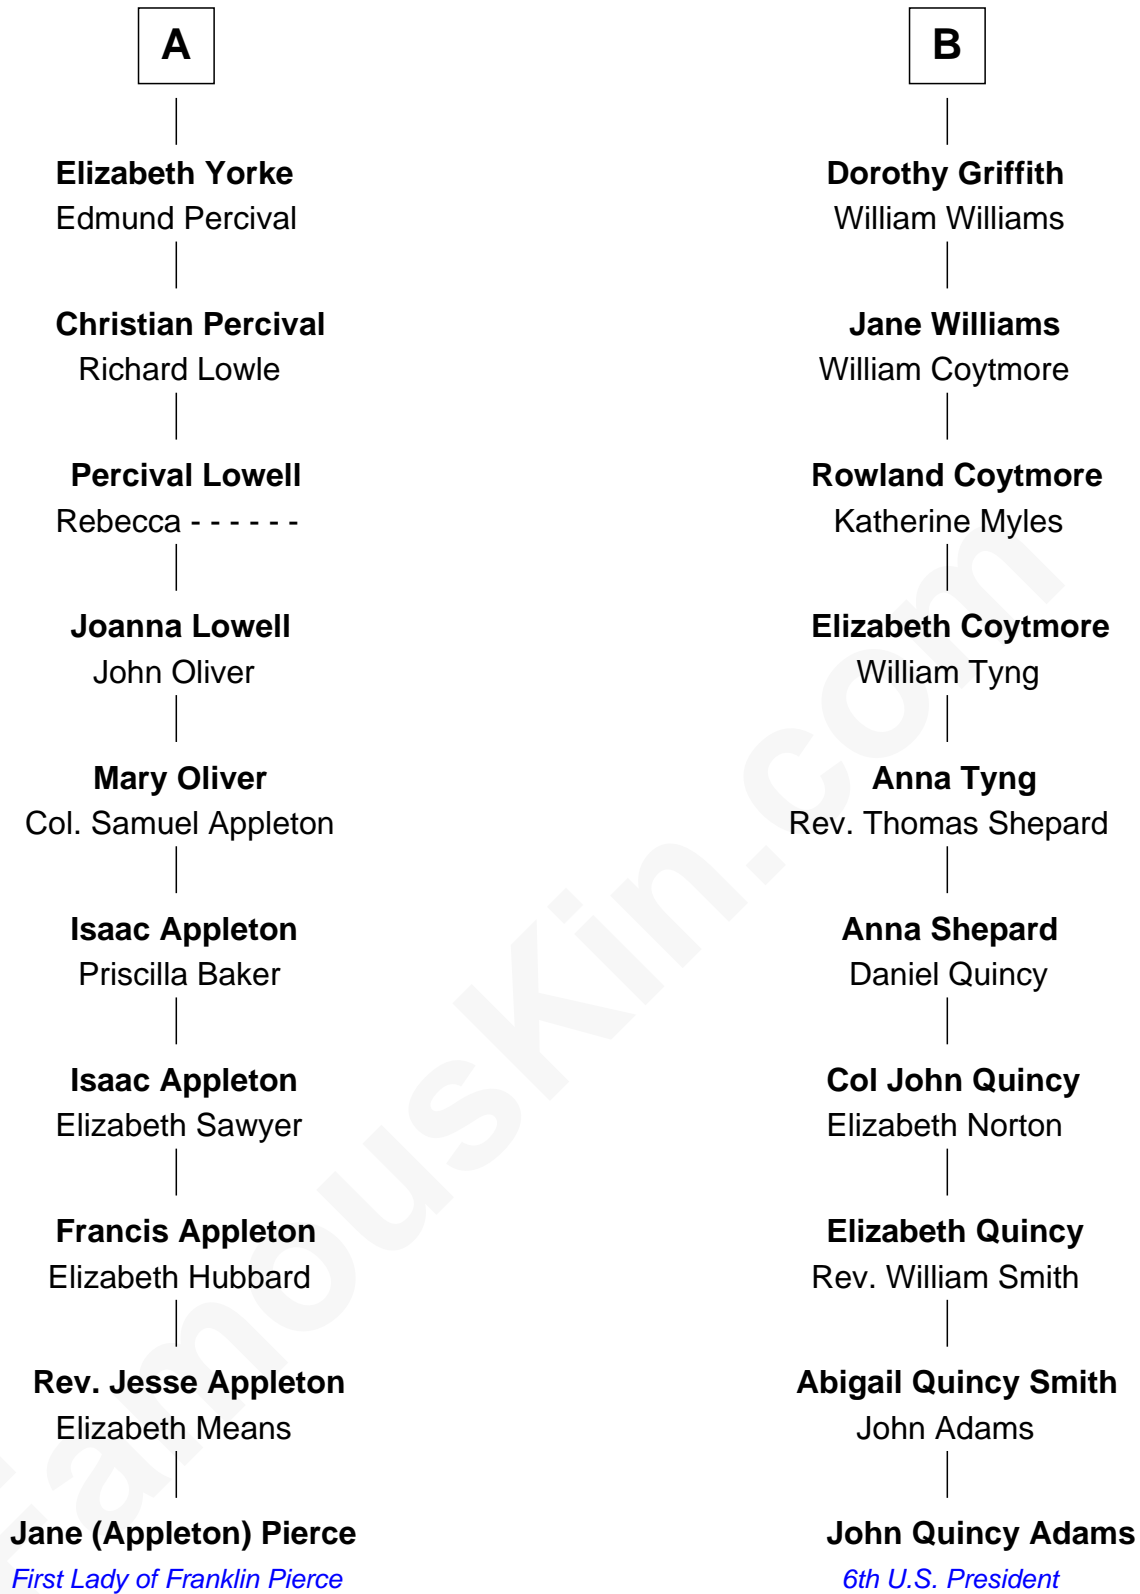 A
Elizabeth Yorke
Edmund Percival
Christian Percival
Richard Lowle
Percival Lowell
Rebecca - - - - - -
Joanna Lowell
John Oliver
Mary Oliver
Col. Samuel Appleton
Isaac Appleton
Priscilla Baker
Isaac Appleton
Elizabeth Sawyer
Francis Appleton
Elizabeth Hubbard
Rev. Jesse Appleton
Elizabeth Means
Jane (Appleton) Pierce
First Lady of Franklin Pierce
B
Dorothy Griffith
William Williams
Jane Williams
William Coytmore
Rowland Coytmore
Katherine Myles
Elizabeth Coytmore
William Tyng
Anna Tyng
Rev. Thomas Shepard
Anna Shepard
Daniel Quincy
Col John Quincy
Elizabeth Norton
Elizabeth Quincy
Rev. William Smith
Abigail Quincy Smith
John Adams
John Quincy Adams
6th U.S. President
FamousKin.com